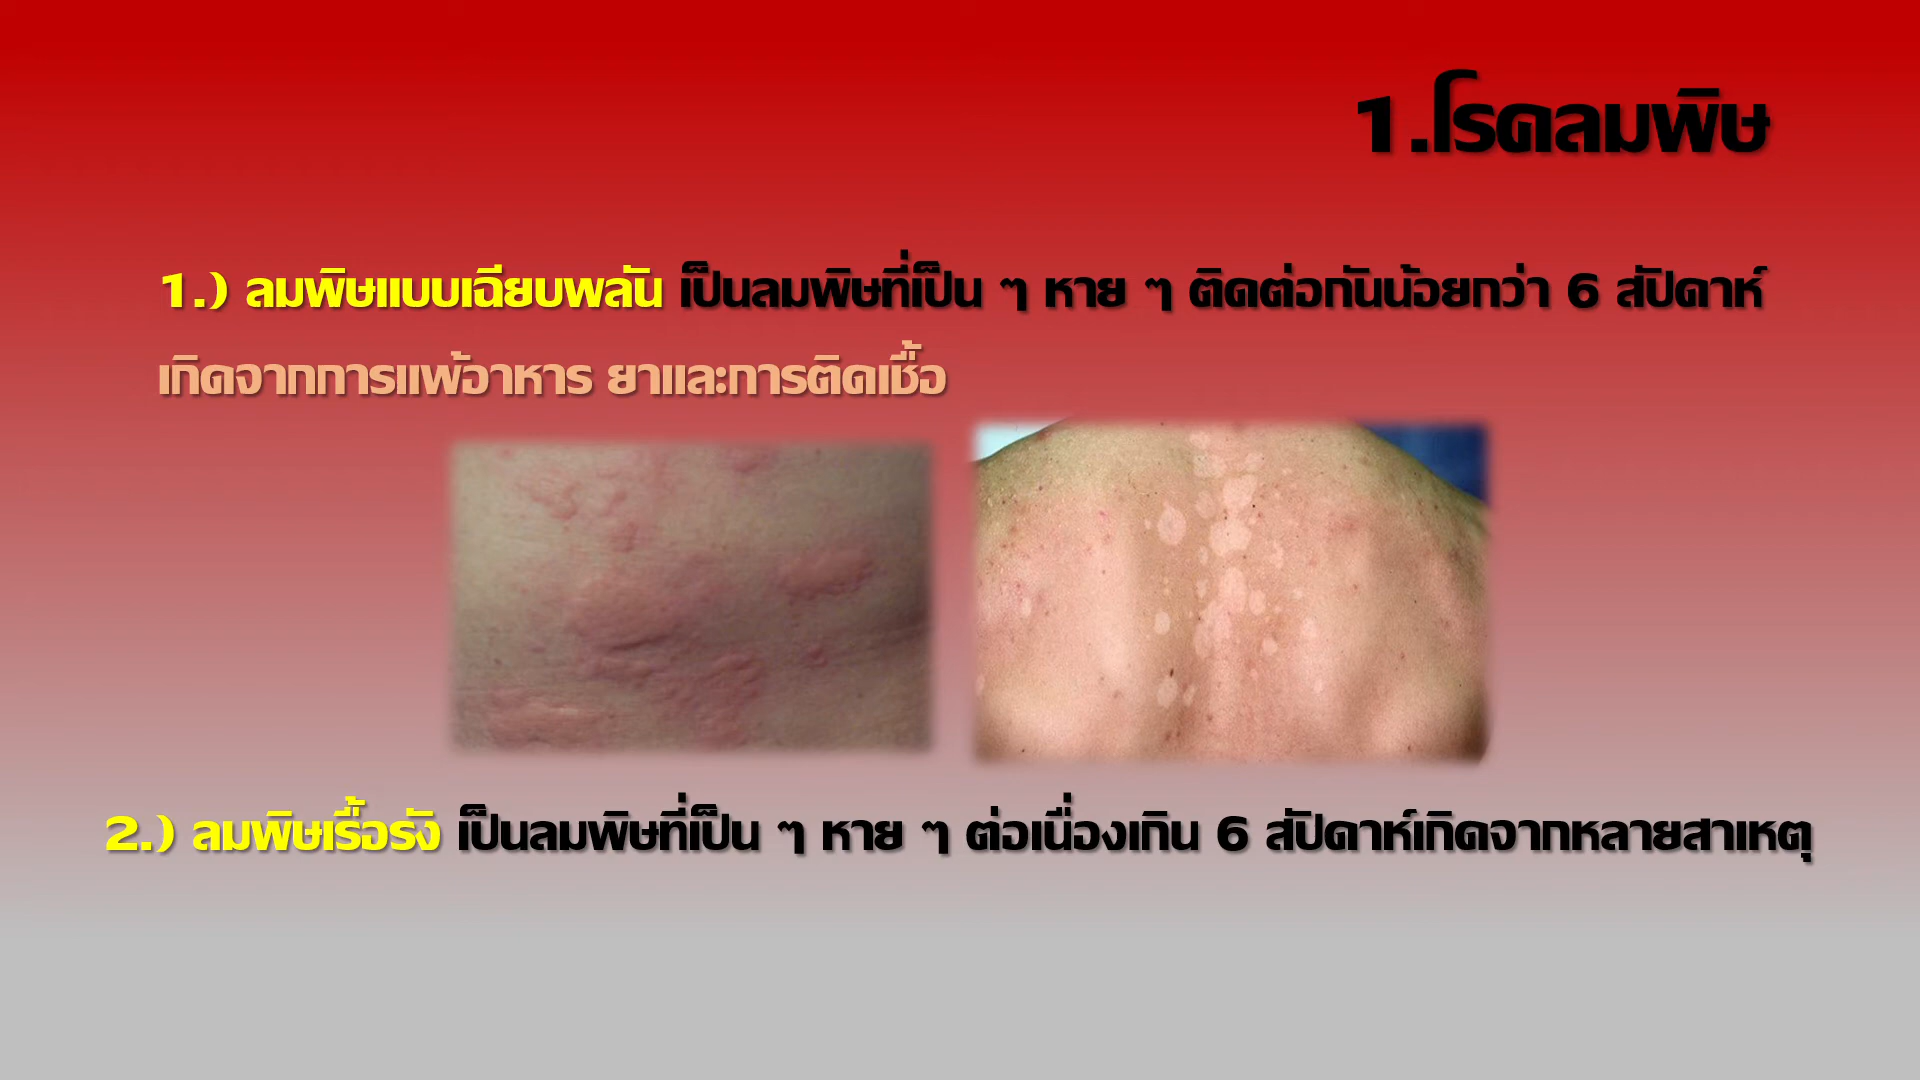 1.โรคลมพิษ
1.) ลมพิษแบบเฉียบพลัน เป็นลมพิษที่เป็น ๆ หาย ๆ ติดต่อกันน้อยกว่า 6 สัปดาห์
เกิดจากการแพ้อาหาร ยาและการติดเชื้อ
2.) ลมพิษเรื้อรัง เป็นลมพิษที่เป็น ๆ หาย ๆ ต่อเนื่องเกิน 6 สัปดาห์เกิดจากหลายสาเหตุ